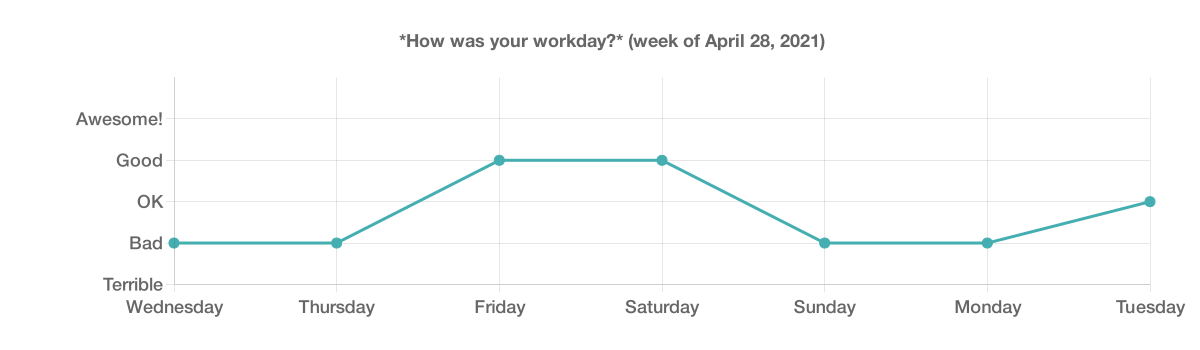 *How was your workday?* (week of April 28, 2021)
Awesome!
Good
OK
Bad
Terrible
Wednesday Thursday Friday Saturday Sunday Monday Tuesday